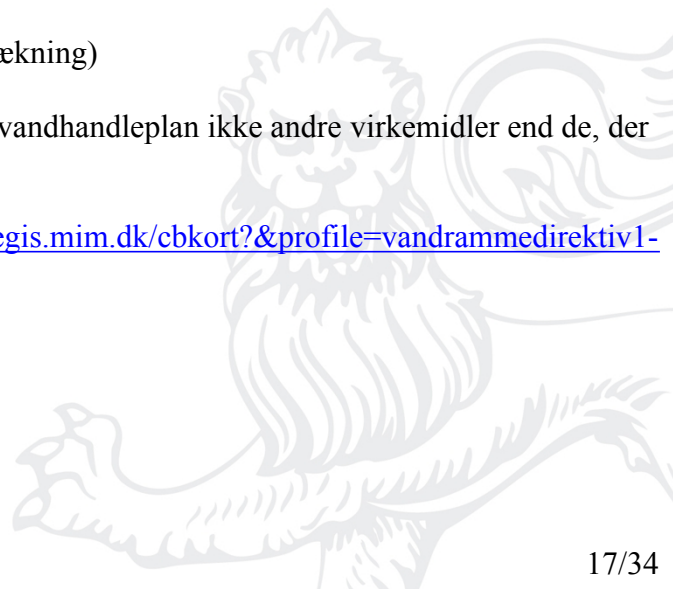 ækning)
vandhandleplan ikke andre virkemidler end de, der
egis.mim.dk/cbkort?&profile=vandrammedirektiv1-
17/34